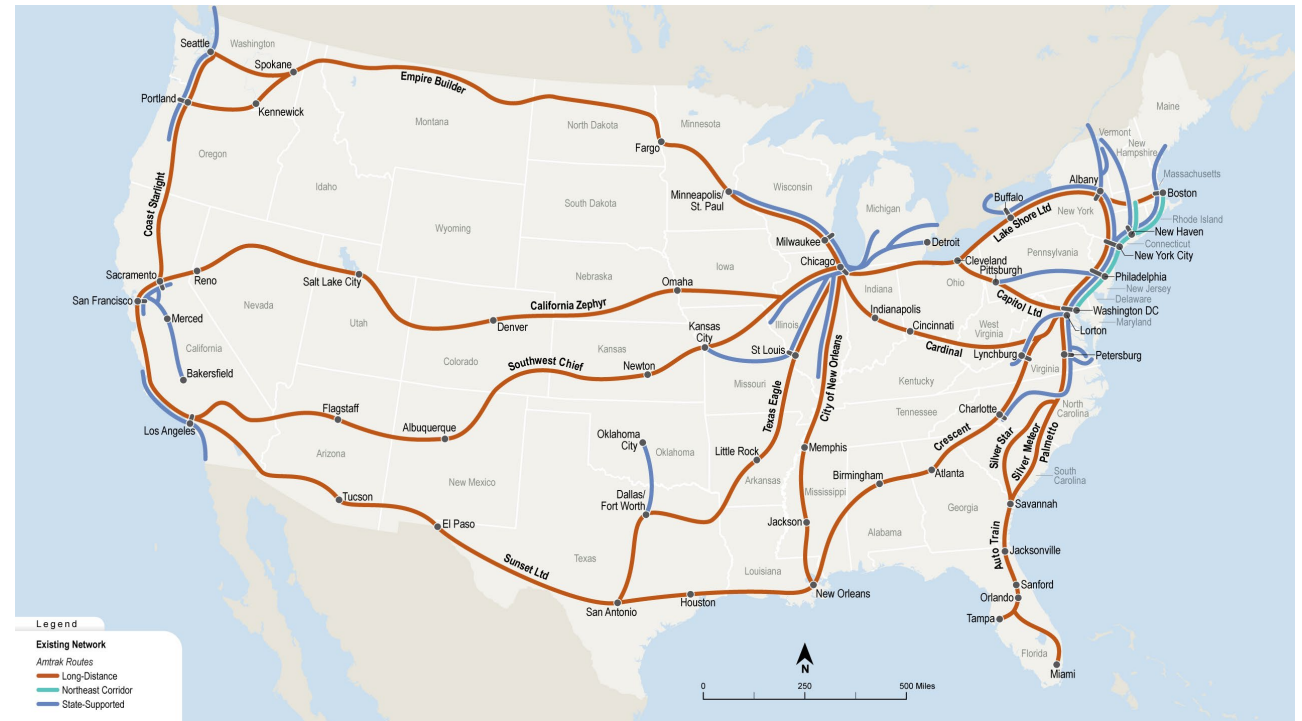 Seattle
Washington
Spokane
Empire Builder
Portland
Kennewick
Montana
North Dakota
Minnesota
Maine
Oregon
Fargo
Vermont
New
Hampshire
Idaho
Minneapolis/
St. Paul
Wisconsin
Albany
Massachusetts
Boston
South Dakota
Michigan
Buffalo
Lake Shore Ltd
New York
Rhode Island
Coast Starlight
Wyoming
Milwaukee
Detroit
New Haven
Connecticut
New York City
Sacramento
Reno
Salt Lake City
Chicago
Cleveland
Pennsylvania
Pittsburgh
Philadelphia
Iowa
Nebraska
Omaha
Indiana
Ohio
New Jersey
San Francisco
Nevada
California Zephyr
Capitol Ltd
Delaware
Merced
Utah
Denver
Illinois
Indianapolis
Washington DC
Maryland
Kansas
City
Cincinnati
West
Virginia
Lorton
California
Colorado
Kansas
St Louis
Cardinal
Lynchburg
Petersburg
Bakersfield
Southwest Chief
Newton
Missouri
City of New Orleans
Kentucky
Virginia
Flagstaff
Texas Eagle
Tennessee
Charlotte
North
Carolina
Los Angeles
Albuquerque
Oklahoma
City
Oklahoma
Crescent
Silver Star
Silver Meteor
Palmetto
Arizona
Little Rock
Memphis
Birmingham
Atlanta
South
Carolina
New Mexico
Arkansas
Mississippi
Tucson
Dallas/
Fort Worth
Georgia
Savannah
El Paso
Jackson
Alabama
Texas
Sunset Ltd
Louisiana
Auto Train
Jacksonville
San Antonio
Houston
New Orleans
Sanford
Orlando
Tampa
Florida
Miami
Legend
Existing Network
Amtrak Routes
Long-Distance
Northeast Corridor
State-Supported
N
0 250 500 Miles